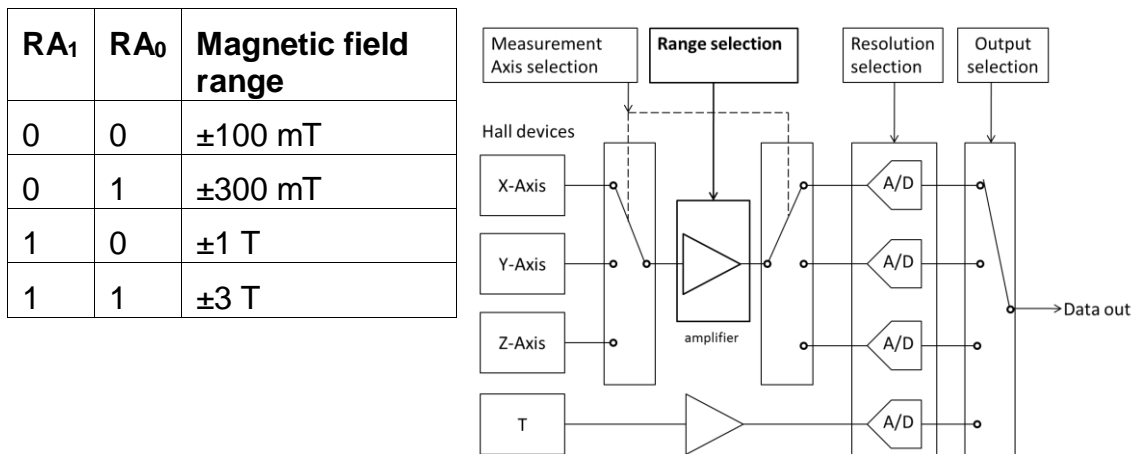 RA₁ RA₀ Magnetic field
range
0 0 ±100 mT
0 1 ±300 mT
1 0 ±1 T
1 1 ±3 T
Measurement
Axis selection
Range selection
Resolution
selection
Output
selection
Hall devices
X-Axis
A/D
Y-Axis
A/D
Z-Axis
amplifier
A/D
T
A/D
Data out